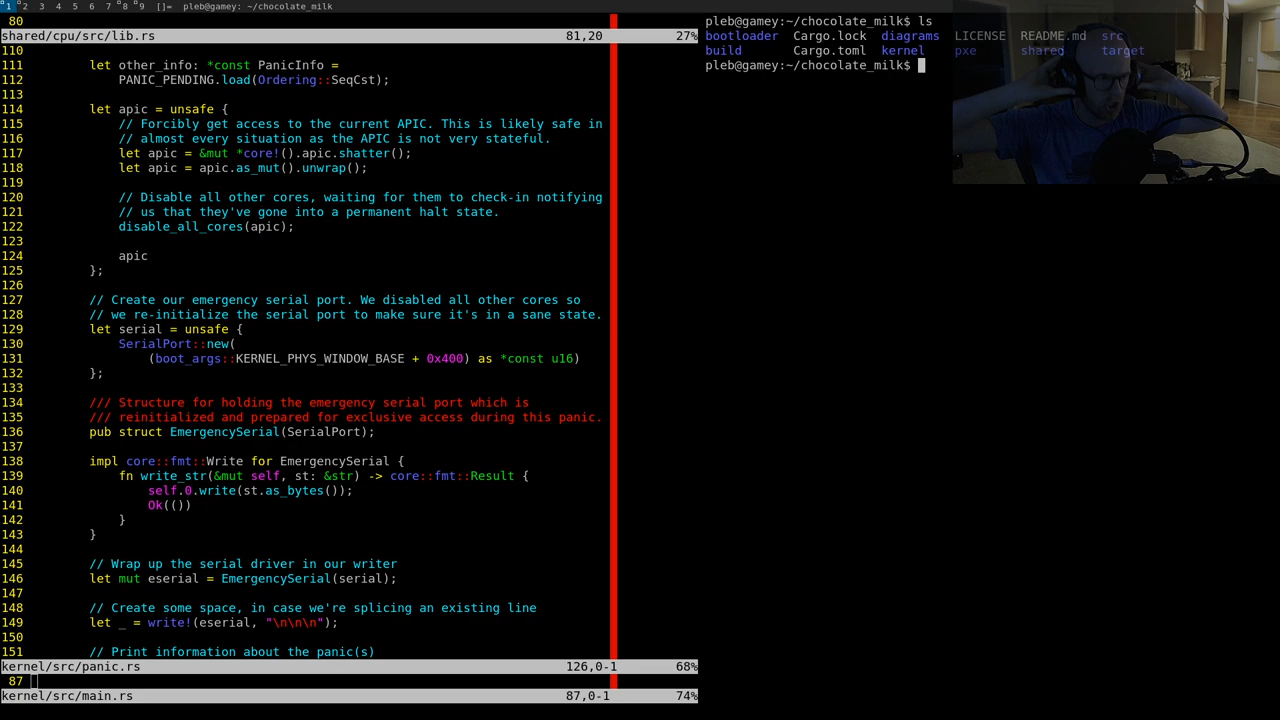 1 2 3 4 5 6 7 8 9 []= pleb@gamey: ~/chocolate_milk
80
shared/cpu/src/lib.rs 81,20 27%
110
111 let other_info: *const PanicInfo =
112 PANIC_PENDING.load(Ordering::SeqCst);
113
114 let apic = unsafe {
115 // Forcibly get access to the current APIC. This is likely safe in
116 // almost every situation as the APIC is not very stateful.
117 let apic = &mut *core!().apic.shatter();
118 let apic = apic.as_mut().unwrap();
119
120 // Disable all other cores, waiting for them to check-in notifying
121 // us that they've gone into a permanent halt state.
122 disable_all_cores(apic);
123
124 apic
125 };
126
127 // Create our emergency serial port. We disabled all other cores so
128 // we re-initialize the serial port to make sure it's in a sane state.
129 let serial = unsafe {
130 SerialPort::new(
131 (boot_args::KERNEL_PHYS_WINDOW_BASE + 0x400) as *const u16)
132 };
133
134 /// Structure for holding the emergency serial port which is
135 /// reinitialized and prepared for exclusive access during this panic.
136 pub struct EmergencySerial(SerialPort);
137
138 impl core::fmt::Write for EmergencySerial {
139 fn write_str(&mut self, st: &str) -> core::fmt::Result {
140 self.0.write(st.as_bytes());
141 Ok(())
142 }
143 }
144
145 // Wrap up the serial driver in our writer
146 let mut eserial = EmergencySerial(serial);
147
148 // Create some space, in case we're splicing an existing line
149 let _ = write!(eserial, "\n\n\n");
150
151 // Print information about the panic(s)
kernel/src/panic.rs 126,0-1 68%
87
kernel/src/main.rs 87,0-1 74%
pleb@gamey:~/chocolate_milk$ ls
bootloader Cargo.lock diagrams LICENSE README.md src
build Cargo.toml kernel pxe shared target
pleb@gamey:~/chocolate_milk$